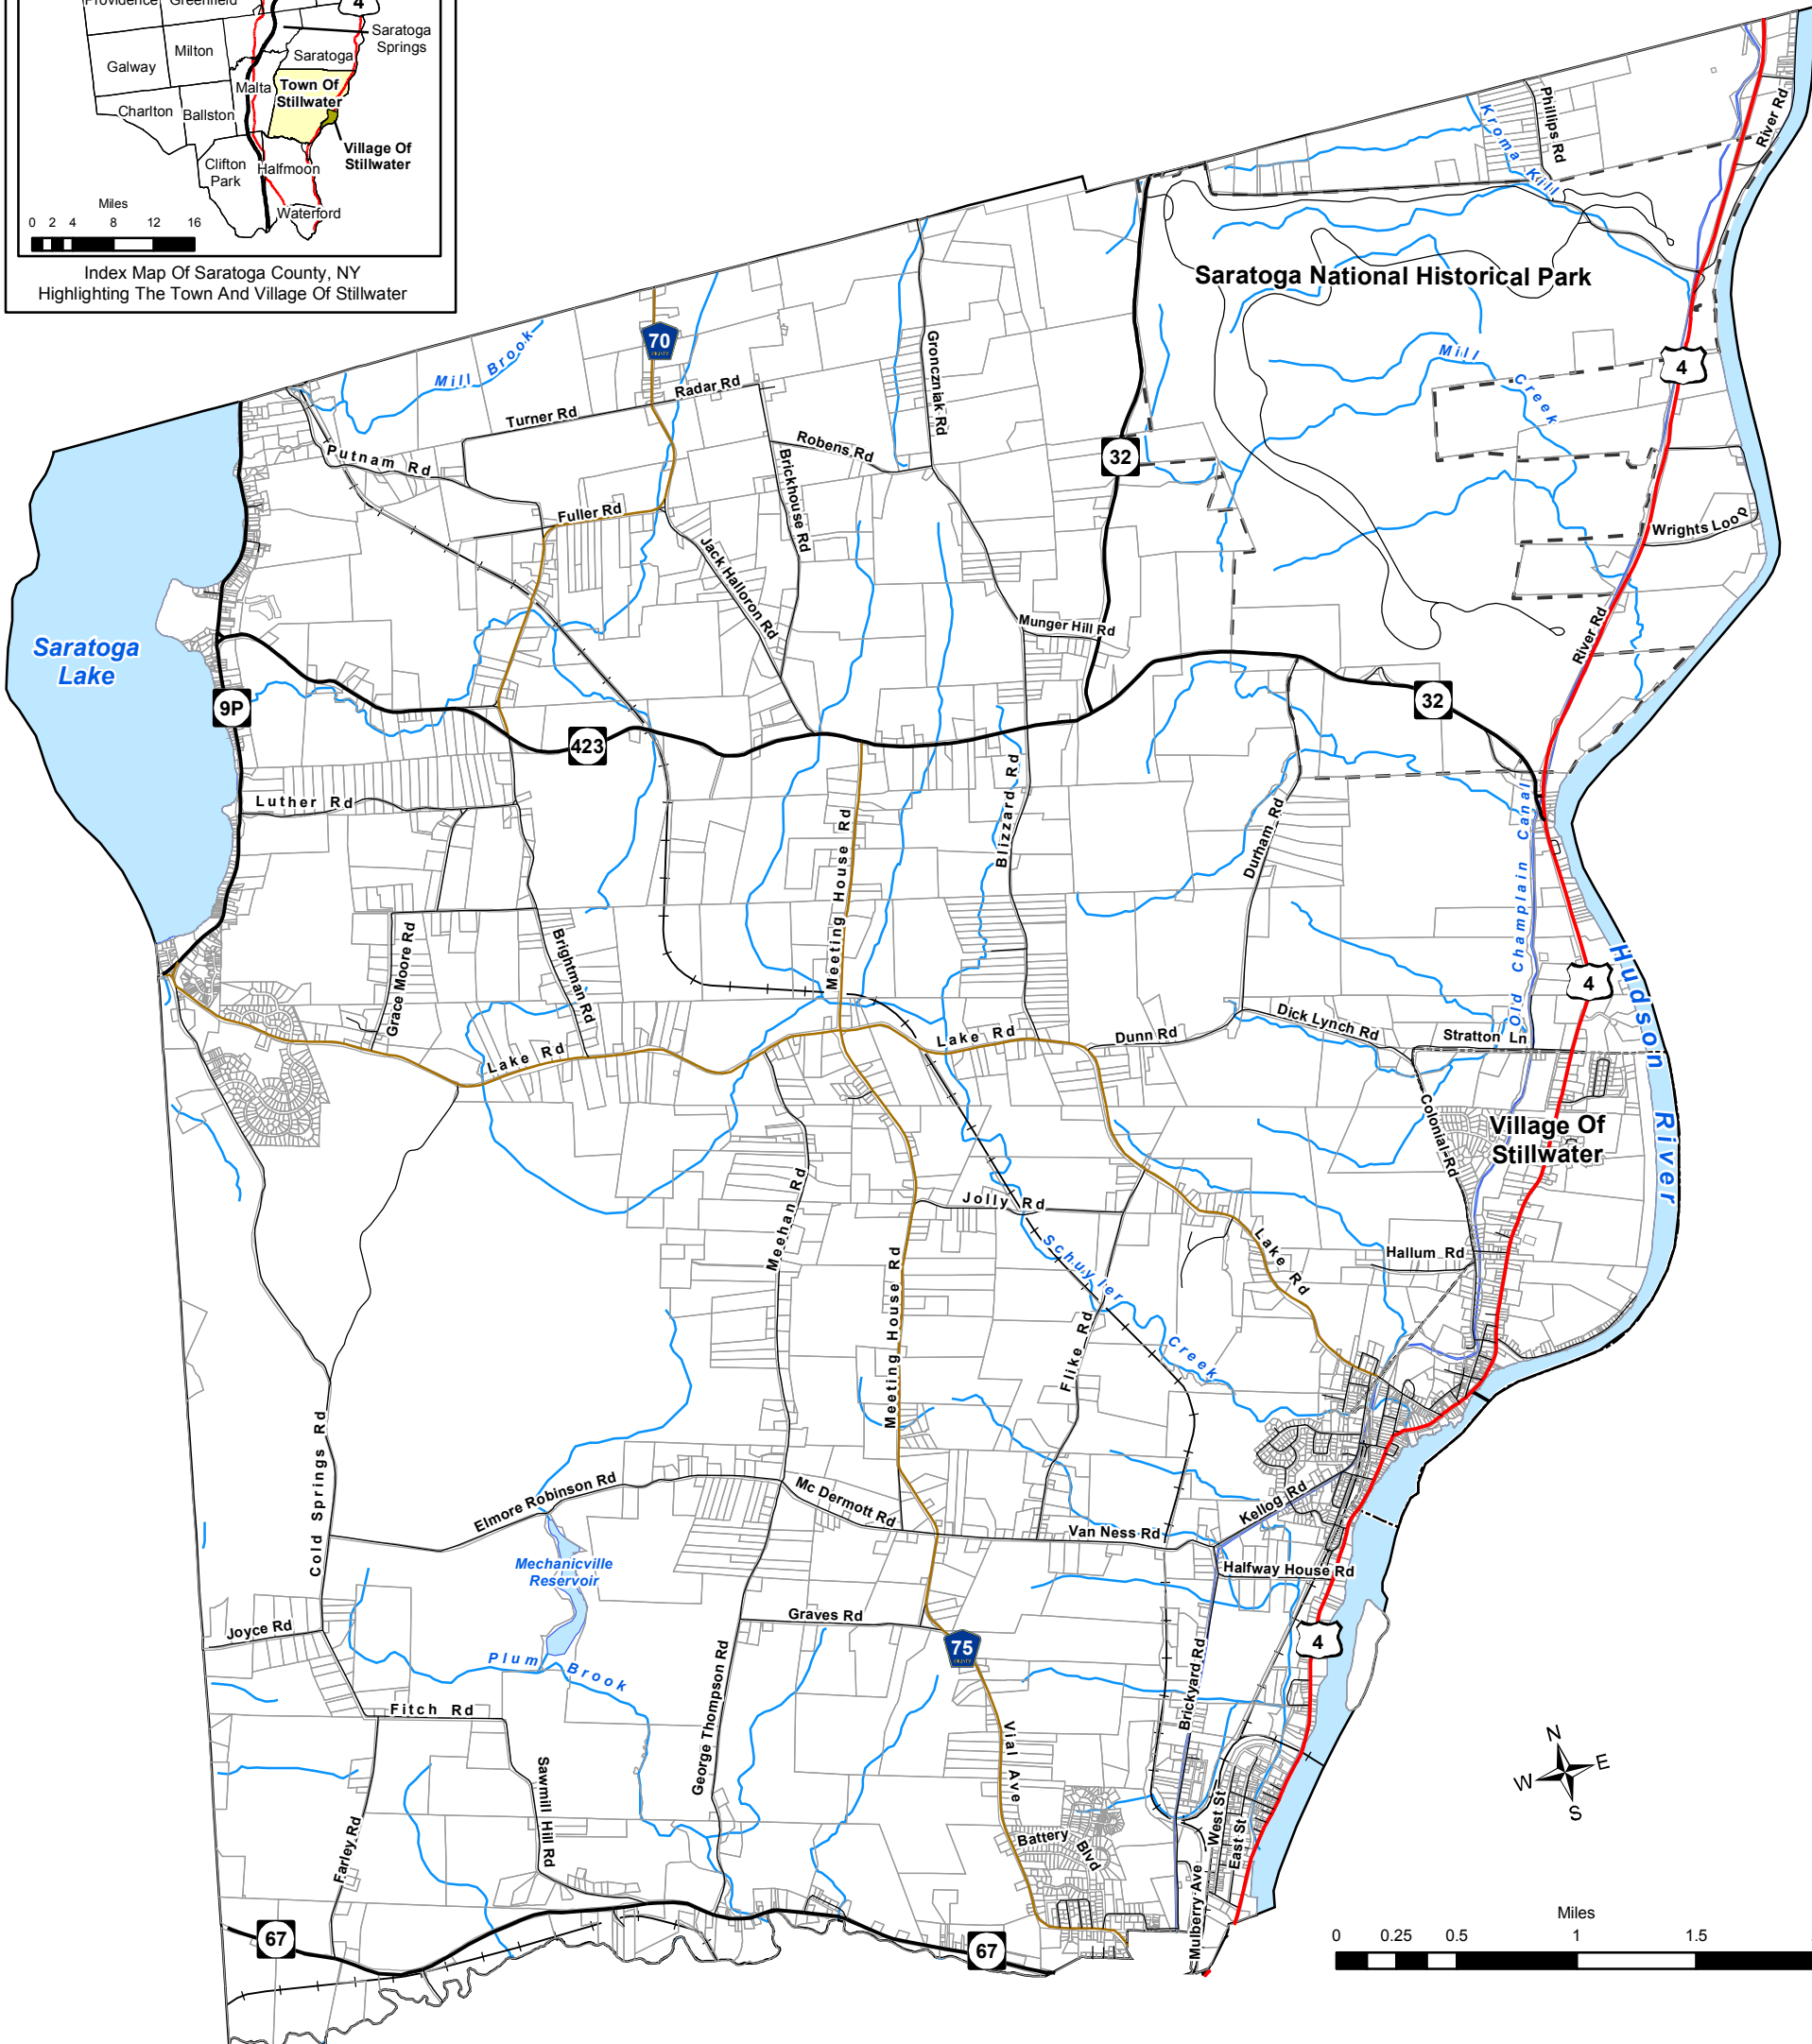 Providence
Greenfield
4
Saratoga
Springs
Milton
Galway
Saratoga
Malta
Town Of
Stillwater
Charlton
Ballston
Village Of
Stillwater
Clifton
Park
Halfmoon
Waterford
Miles
0 2 4 8 12 16
Index Map Of Saratoga County, NY
Highlighting The Town And Village Of Stillwater
Phillips Rd
Kroma Kill
River Rd
Saratoga National Historical Park
70
COUNTY
Mill Brook
Radar Rd
Turner Rd
Gronczniak Rd
Mill Creek
4
Putnam Rd
Robens Rd
Brickhouse Rd
32
Fuller Rd
Jack Halloron Rd
Wrights Loop
Munger Hill Rd
River Rd
Saratoga
Lake
9P
423
32
Luther Rd
Meeting House Rd
Blizzard Rd
Durham Rd
Old Champlain Canal
Grace Moore Rd
Brightman Rd
4
Hudson River
Lake Rd
Lake Rd
Dunn Rd
Dick Lynch Rd
Stratton Ln
Colonial Rd
Village Of
Stillwater
Meehan Rd
Jolly Rd
Schuyler Creek
Lake Rd
Hallum Rd
Meeting House Rd
Flike Rd
Cold Springs Rd
Elmore Robinson Rd
Mc Dermott Rd
Van Ness Rd
Kellog Rd
Halfway House Rd
Mechanicville
Reservoir
Joyce Rd
Graves Rd
75
COUNTY
4
Plum Brook
George Thompson Rd
Brickyard Rd
Fitch Rd
Vial Ave
Sawmill Hill Rd
Farley Rd
Battery Blvd
West St
East St
Mulberry Ave
N
E
W
S
67
67
Miles
0 0.25 0.5 1 1.5